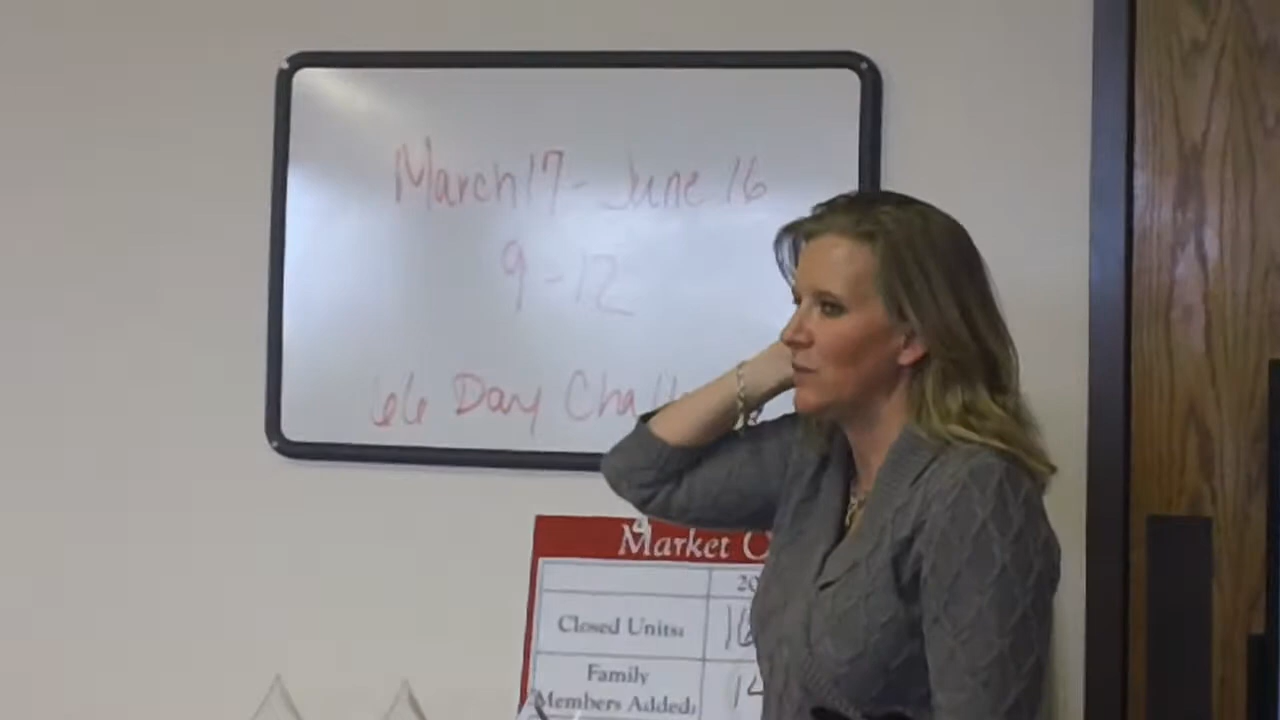 March 17 - June 16
9 - 12
66 Day
Market
Closed Units:
Family
Members Added: